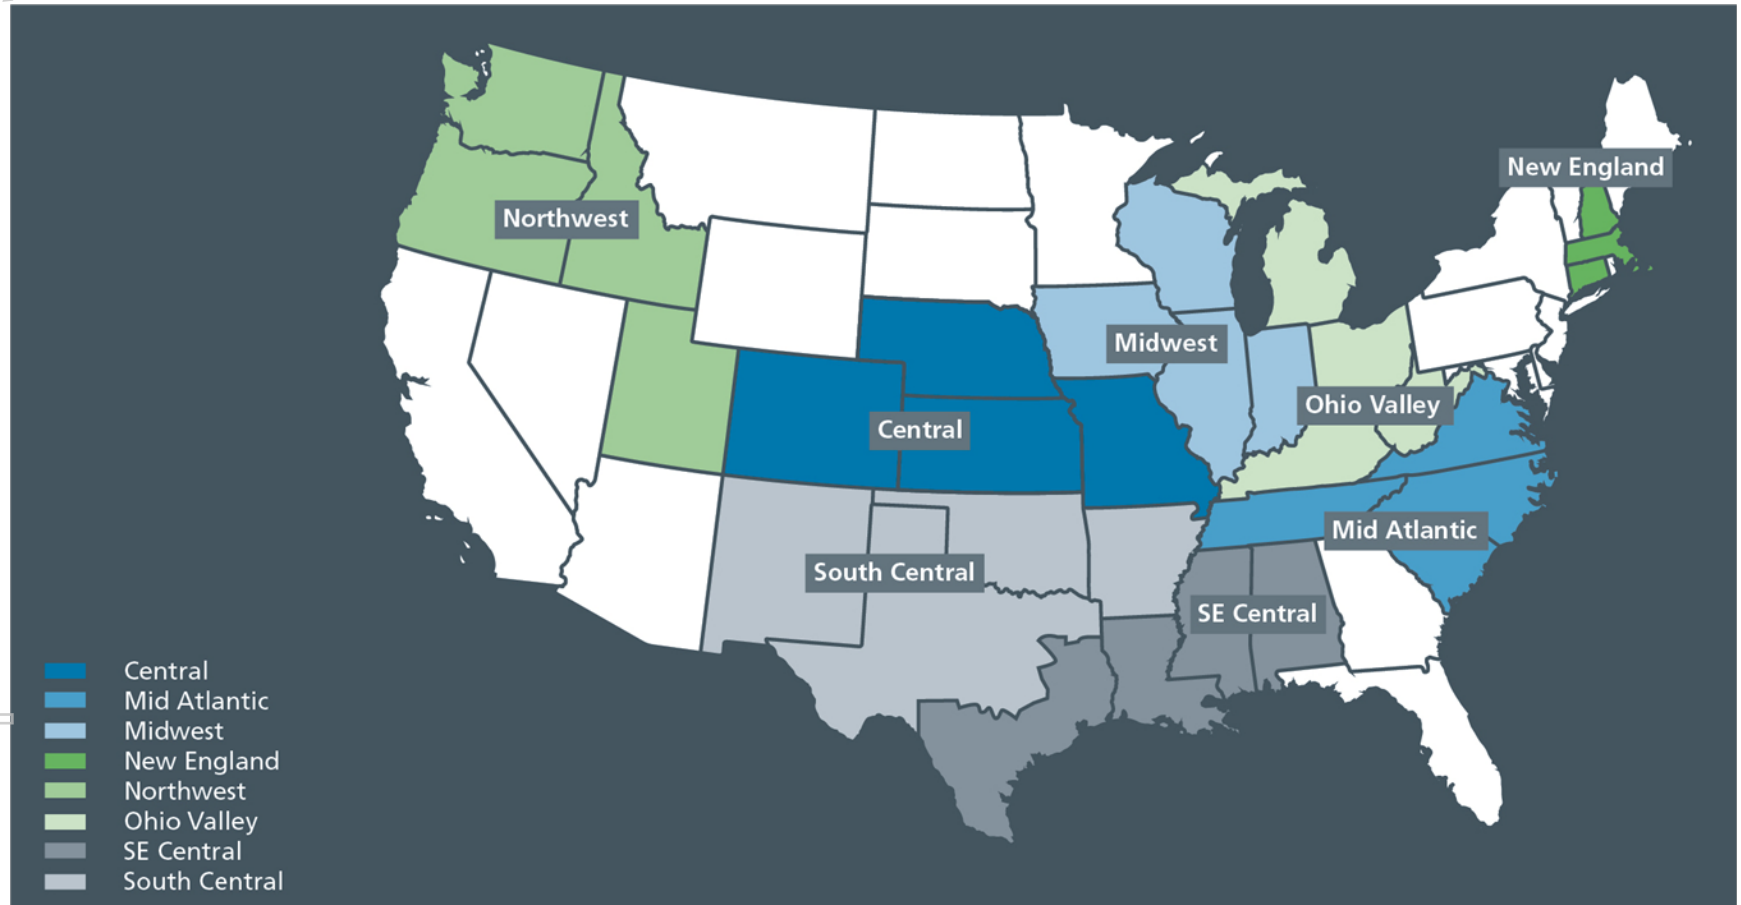 New England
Northwest
Midwest
Ohio Valley
Central
Mid Atlantic
South Central
SE Central
Central
Mid Atlantic
Midwest
New England
Northwest
Ohio Valley
SE Central
South Central